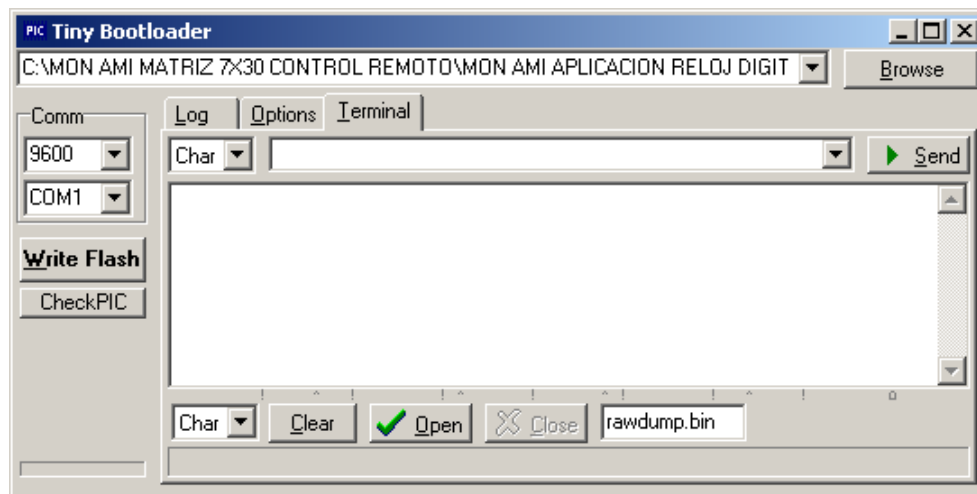 PIC Tiny Bootloader
C:\MON AMI MATRIZ 7X30 CONTROL REMOTO\MON AMI APLICACION RELOJ DIGIT
Browse
Comm
Log Options Terminal
9600
Char
Send
COM1
Write Flash
CheckPIC
Char
Clear
Open
Close
rawdump.bin